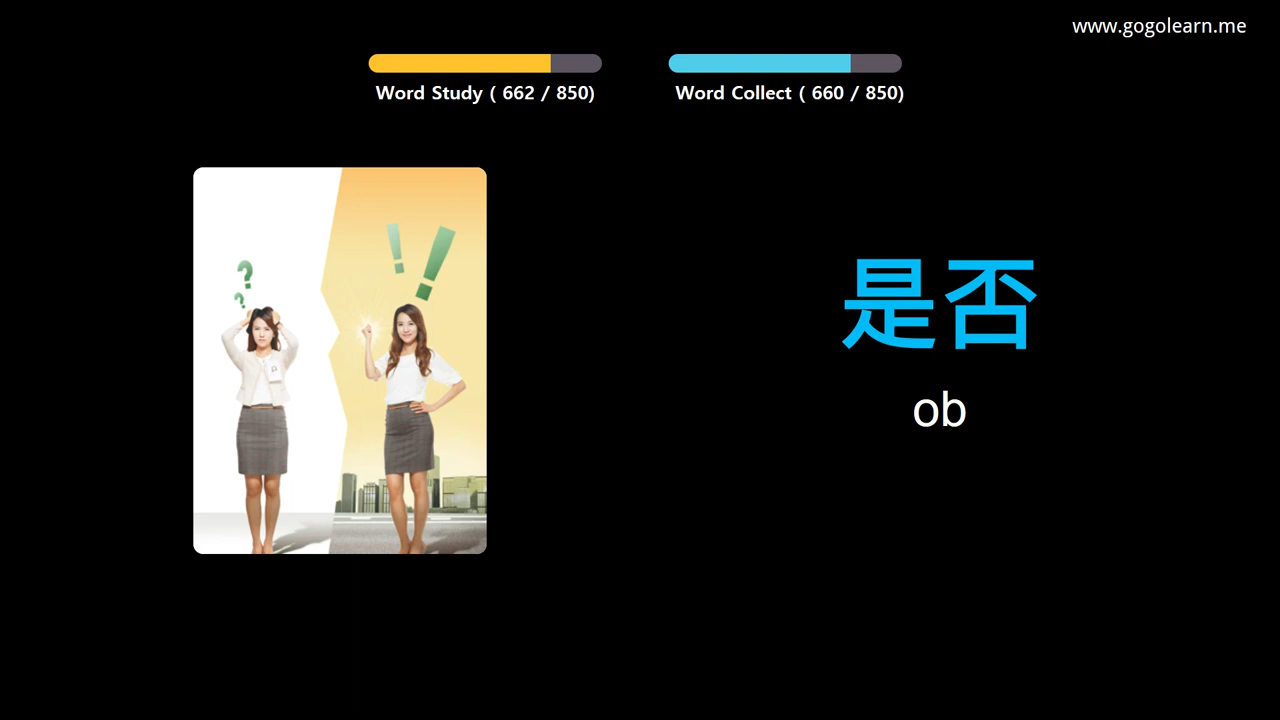 www.gogolearn.me
Word Study ( 662 / 850)
Word Collect ( 660 / 850)
? ?
! !
是否
ob